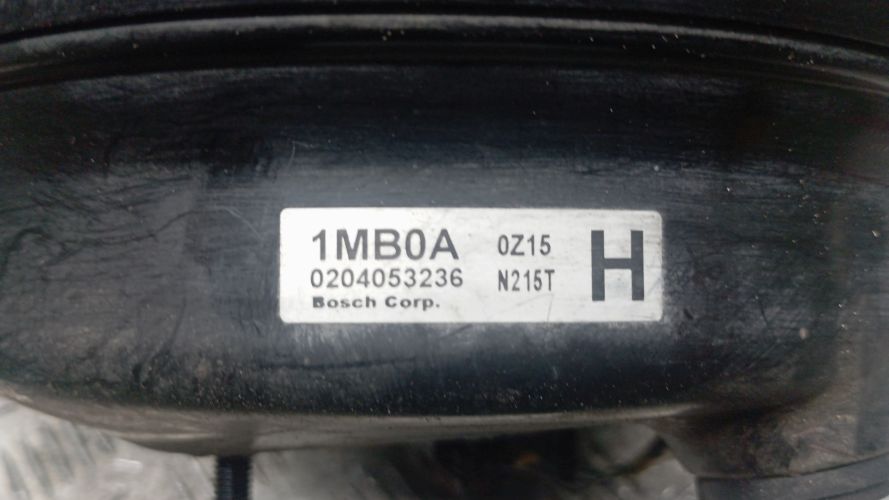 1MB0A 0Z15 H
0204053236 N215T
Bosch Corp.